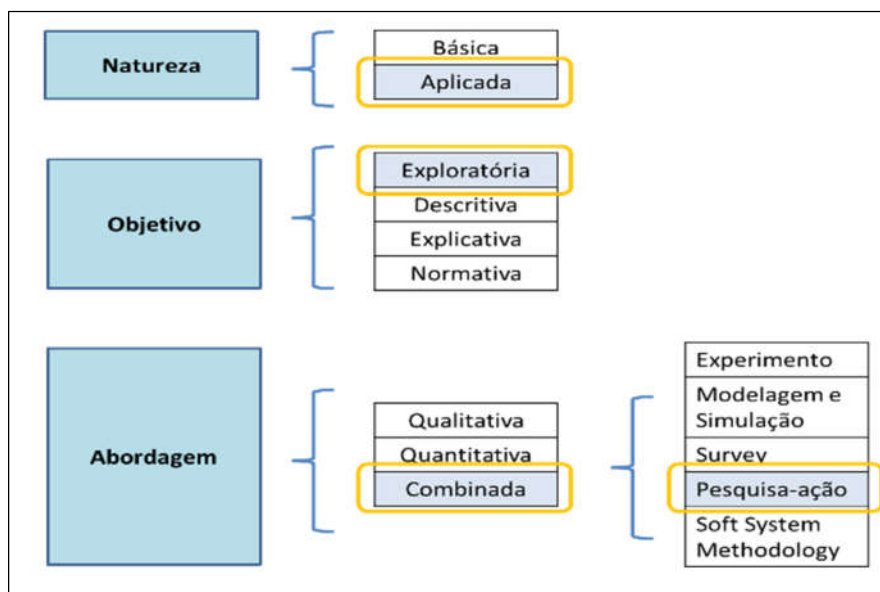 Natureza
Básica
Aplicada
Objetivo
Exploratória
Descritiva
Explicativa
Normativa
Abordagem
Qualitativa
Quantitativa
Combinada
Experimento
Modelagem e
Simulação
Survey
Pesquisa-ação
Soft System
Methodology